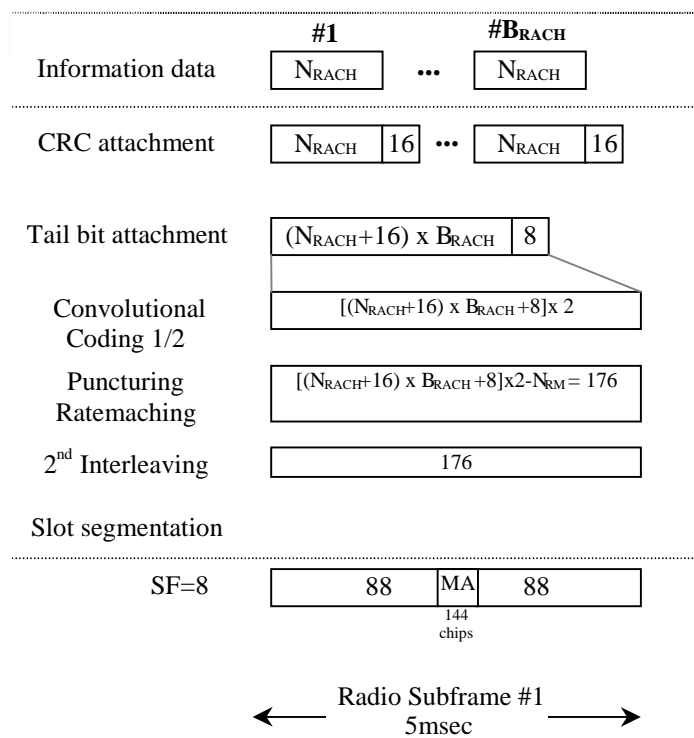 #1 #BRACH
Information data NRACH ... NRACH
CRC attachment NRACH 16 ... NRACH 16
Tail bit attachment (NRACH+16) x BRACH 8
Convolutional [(NRACH+16) x BRACH+8]x 2
Coding 1/2
Puncturing [(NRACH+16) x BRACH+8]x2-NRM = 176
Ratemaching
2nd Interleaving 176
Slot segmentation
SF=8 88 MA 88
144
chips
Radio Subframe #1
5msec